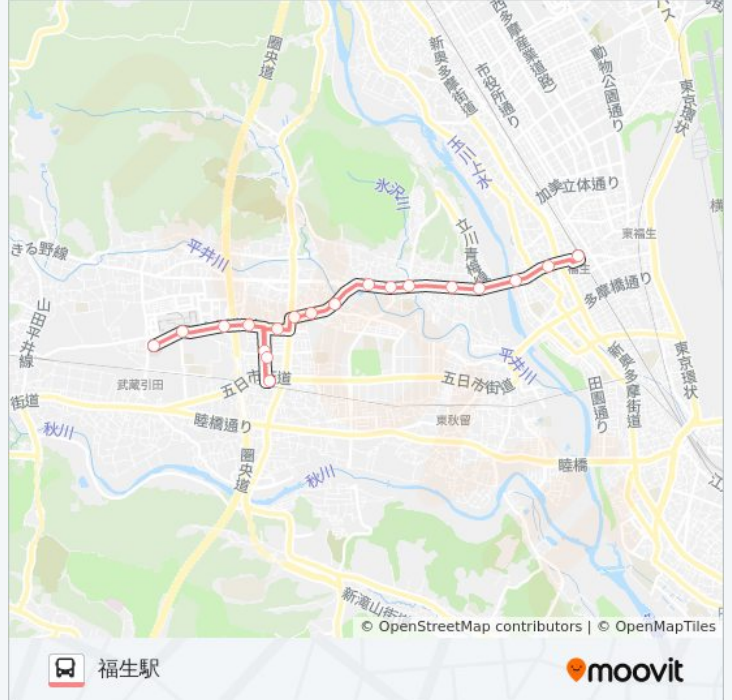 圏央道
新奥多摩街道
西多摩産業道路)
市役所通り
動物公園通り
東京環状
玉川上水
加美立体通り
氷沢川
立川青梅線
横
東福生
きる野線
平井川
福生
多摩橋通り
山田平井線
平井川
武蔵引田
五日市街道
五日市街道
新奥多摩街道
東京環状
田園通り
街道
秋川
睦橋通り
東秋留
圏央道
秋川
睦橋
新滝山街
© OpenStreetMap contributors | © OpenMapTiles
福生駅
moovit